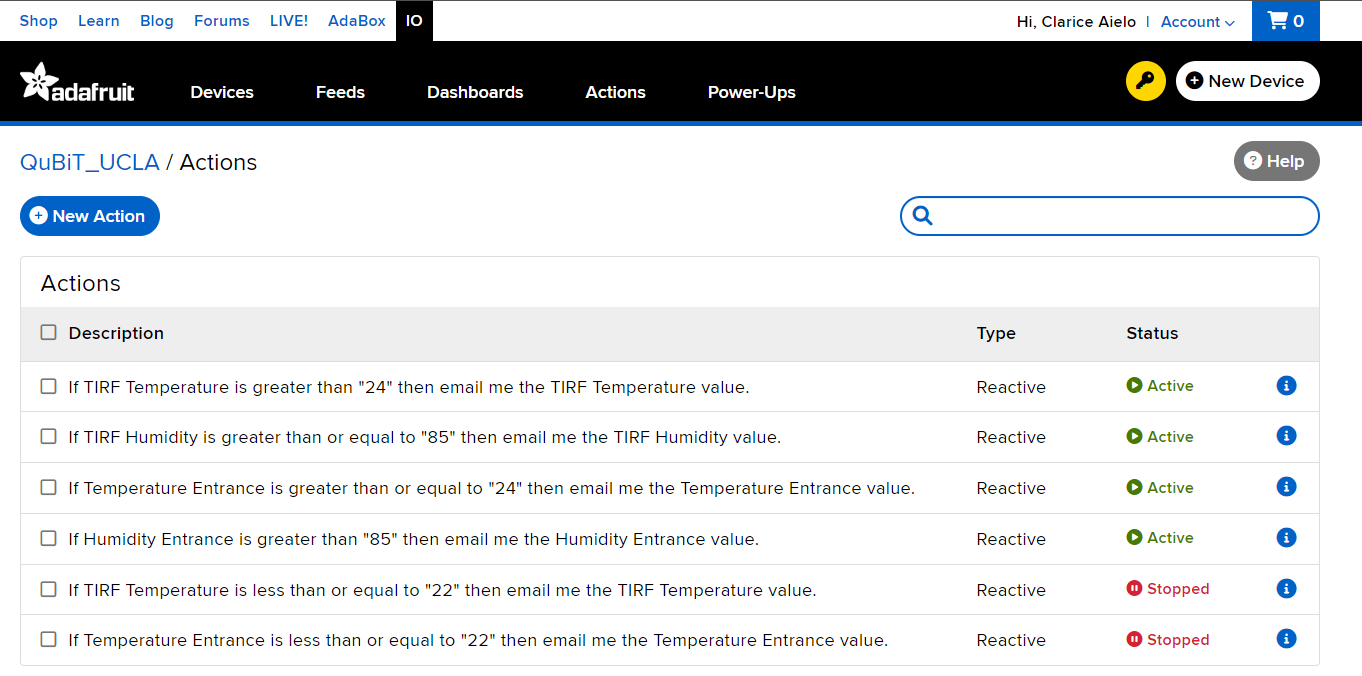 Shop Learn Blog Forums LIVE! AdaBox IO Hi, Clarice Aielo | Account 0
adafruit Devices Feeds Dashboards Actions Power-Ups New Device
QuBiT_UCLA / Actions Help
New Action
Actions
Description Type Status
If TIRF Temperature is greater than "24" then email me the TIRF Temperature value. Reactive Active
If TIRF Humidity is greater than or equal to "85" then email me the TIRF Humidity value. Reactive Active
If Temperature Entrance is greater than or equal to "24" then email me the Temperature Entrance value. Reactive Active
If Humidity Entrance is greater than "85" then email me the Humidity Entrance value. Reactive Active
If TIRF Temperature is less than or equal to "22" then email me the TIRF Temperature value. Reactive Stopped
If Temperature Entrance is less than or equal to "22" then email me the Temperature Entrance value. Reactive Stopped